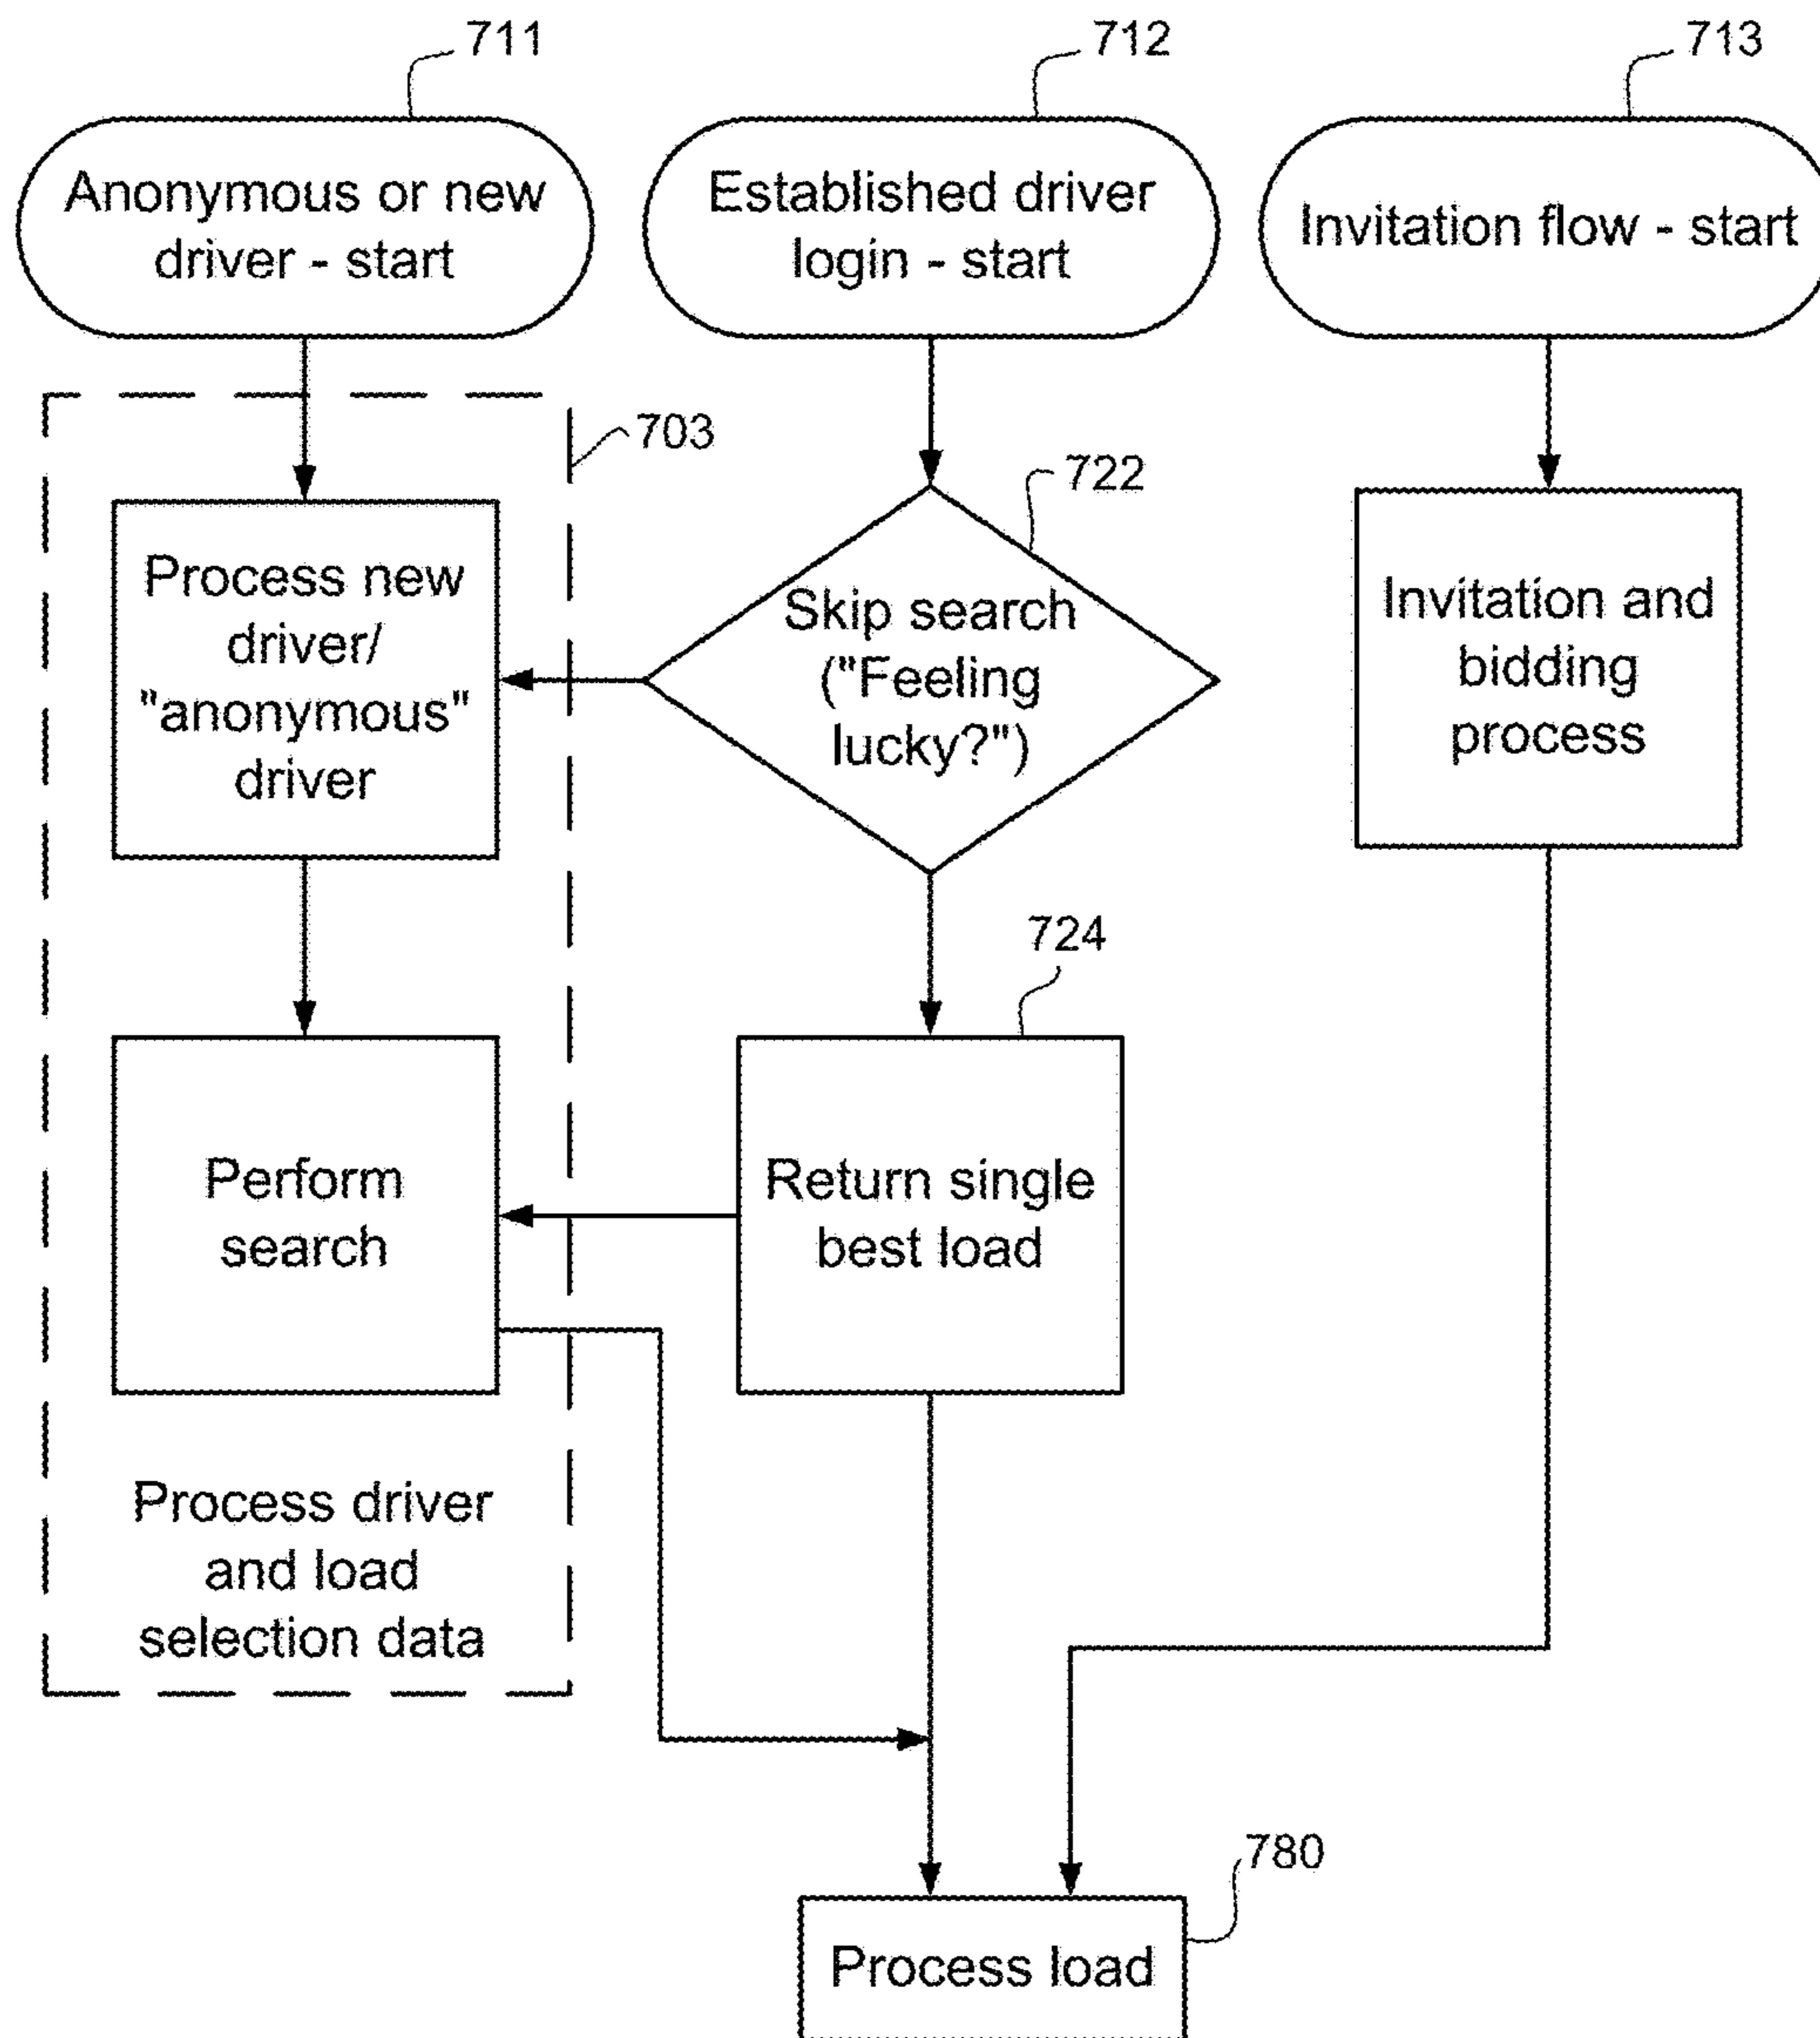 711
712
713
Anonymous or new
driver - start
Established driver
login - start
Invitation flow - start
703
722
Process new
driver/
"anonymous"
driver
Skip search
("Feeling
lucky?")
Invitation and
bidding
process
724
Perform
search
Return single
best load
Process driver
and load
selection data
780
Process load